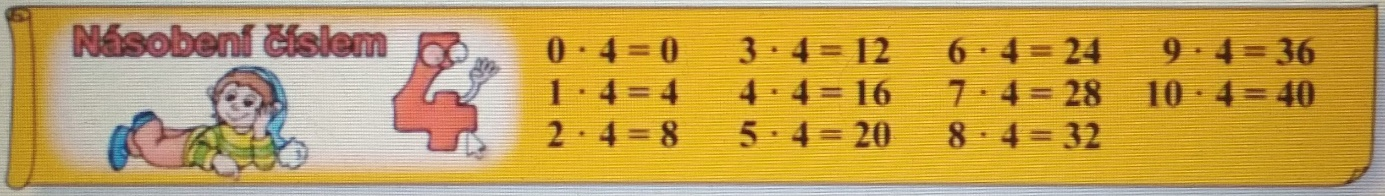 Násobení číslem 4
0 · 4 = 0 3 · 4 = 12 6 · 4 = 24 9 · 4 = 36
1 · 4 = 4 4 · 4 = 16 7 · 4 = 28 10 · 4 = 40
2 · 4 = 8 5 · 4 = 20 8 · 4 = 32